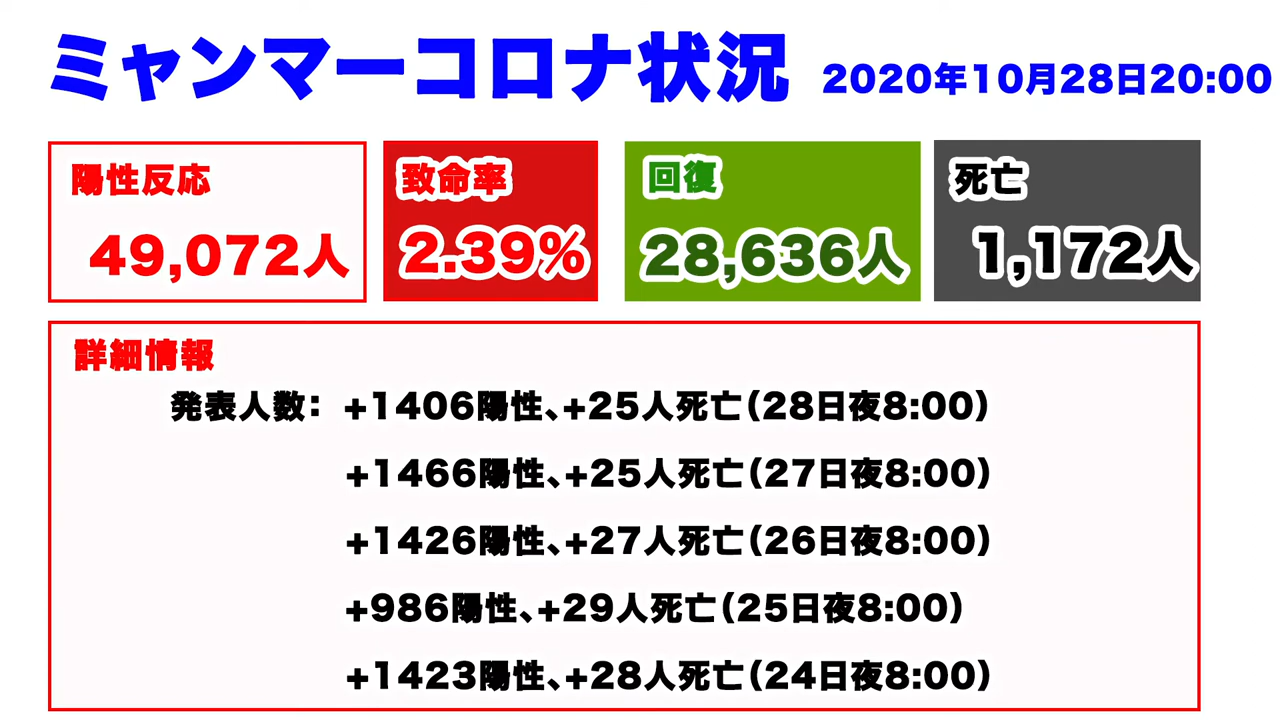 ミャンマーコロナ状況 2020年10月28日20:00
陽性反応
49,072人
致命率
2.39%
回復
28,636人
死亡
1,172人
詳細情報
発表人数： +1406陽性、+25人死亡（28日夜8:00）
+1466陽性、+25人死亡（27日夜8:00）
+1426陽性、+27人死亡（26日夜8:00）
+986陽性、+29人死亡（25日夜8:00）
+1423陽性、+28人死亡（24日夜8:00）